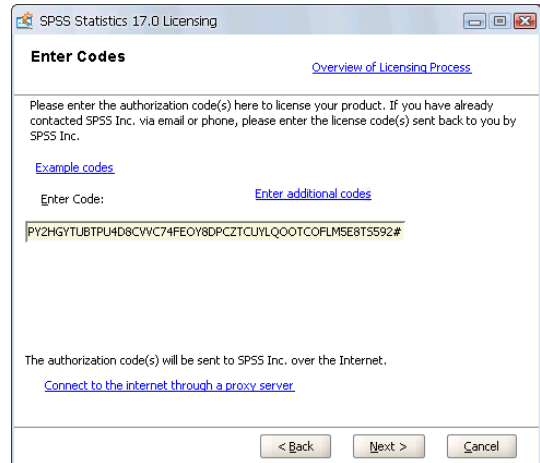 SPSS Statistics 17.0 Licensing
Enter Codes
Overview of Licensing Process
Please enter the authorization code(s) here to license your product. If you have already
contacted SPSS Inc. via email or phone, please enter the license code(s) sent back to you by
SPSS Inc.
Example codes
Enter Code:
Enter additional codes
PY2HGYTUBTPU4D8CVVC74FEOY8DPCZTCUYLQOOTCOFLM5E8TS592#
The authorization code(s) will be sent to SPSS Inc. over the Internet.
Connect to the internet through a proxy server
< Back
Next >
Cancel